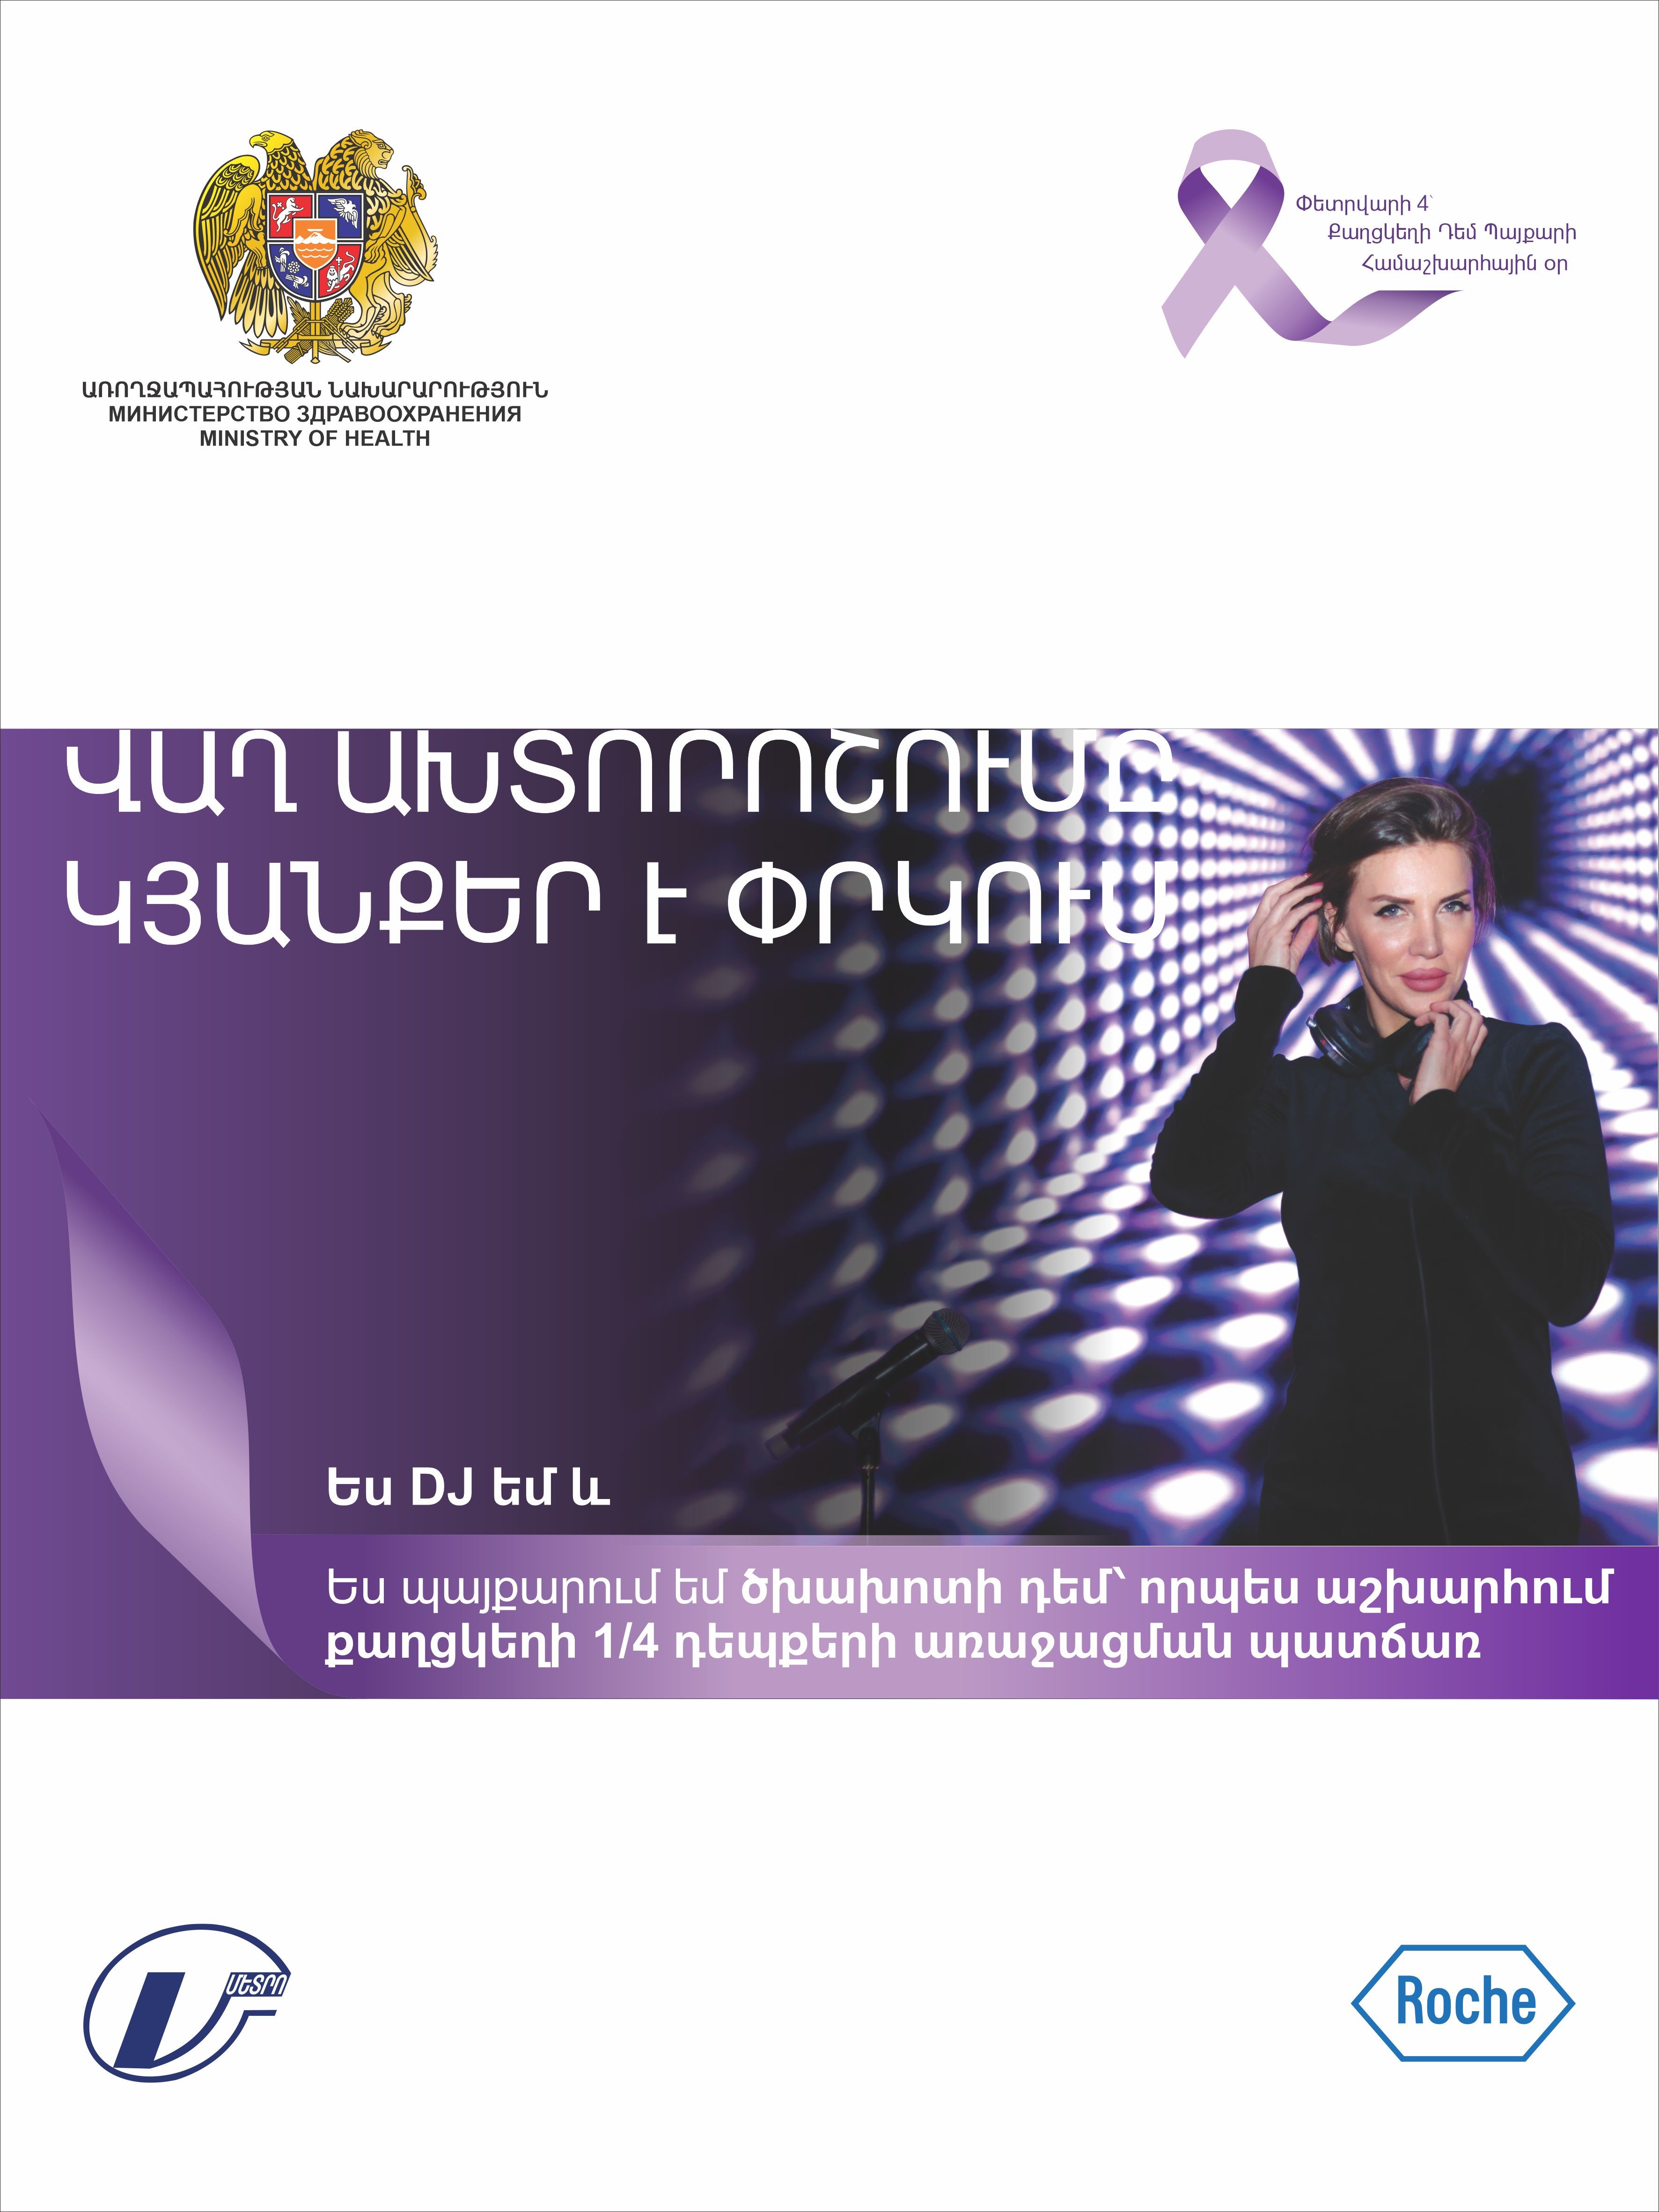 ԱՌՈՂՋԱՊԱՀՈՒԹՅԱՆ ՆԱԽԱՐԱՐՈՒԹՅՈՒՆ
МИНИСТЕРСТВО ЗДРАВООХРАНЕНИЯ
MINISTRY OF HEALTH
Փետրվարի 4՝
Քաղցկեղի Դեմ Պայքարի
Համաշխարհային օր
ՎԱՂ ԱԽՏՈՐՈՇՈՒՄԸ
ԿՅԱՆՔԵՐ Է ՓՐԿՈՒՄ
Ես DJ եմ և
Ես պայքարում եմ ծխախոտի դեմ՝ որպես աշխարհում
քաղցկեղի 1/4 դեպքերի առաջացման պատճառ
ՄԵՏՐՈ
Roche